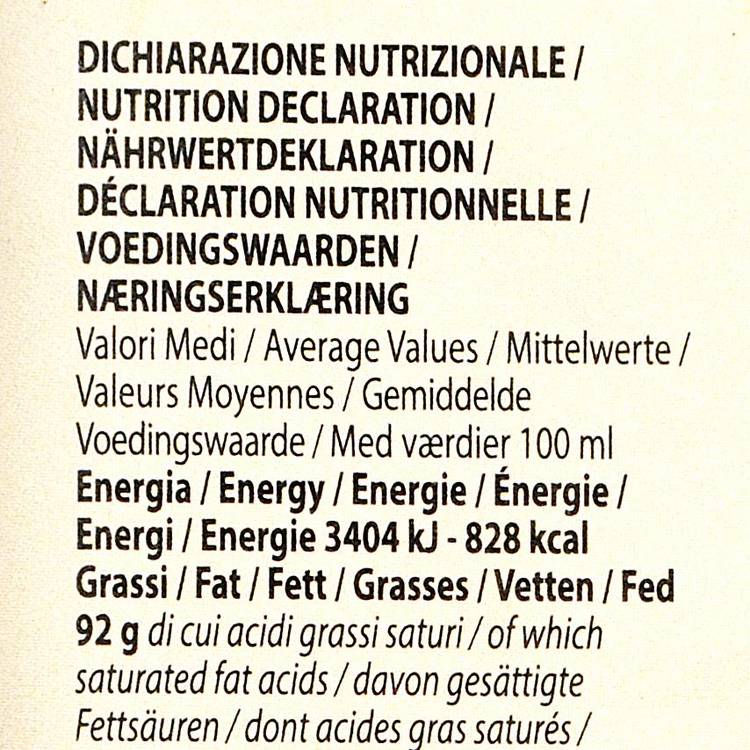 DICHIARAZIONE NUTRIZIONALE /
NUTRITION DECLARATION /
NÄHRWERTDEKLARATION /
DÉCLARATION NUTRITIONNELLE /
VOEDINGSWAARDEN /
NÆRINGSERKLÆRING
Valori Medi / Average Values / Mittelwerte /
Valeurs Moyennes / Gemiddelde
Voedingswaarde / Med værdier 100 ml
Energia / Energy / Energie / Énergie /
Energi / Energie 3404 kJ - 828 kcal
Grassi / Fat / Fett / Grasses / Vetten / Fed
92 g di cui acidi grassi saturi / of which
saturated fat acids / davon gesättigte
Fettsäuren / dont acides gras saturés /